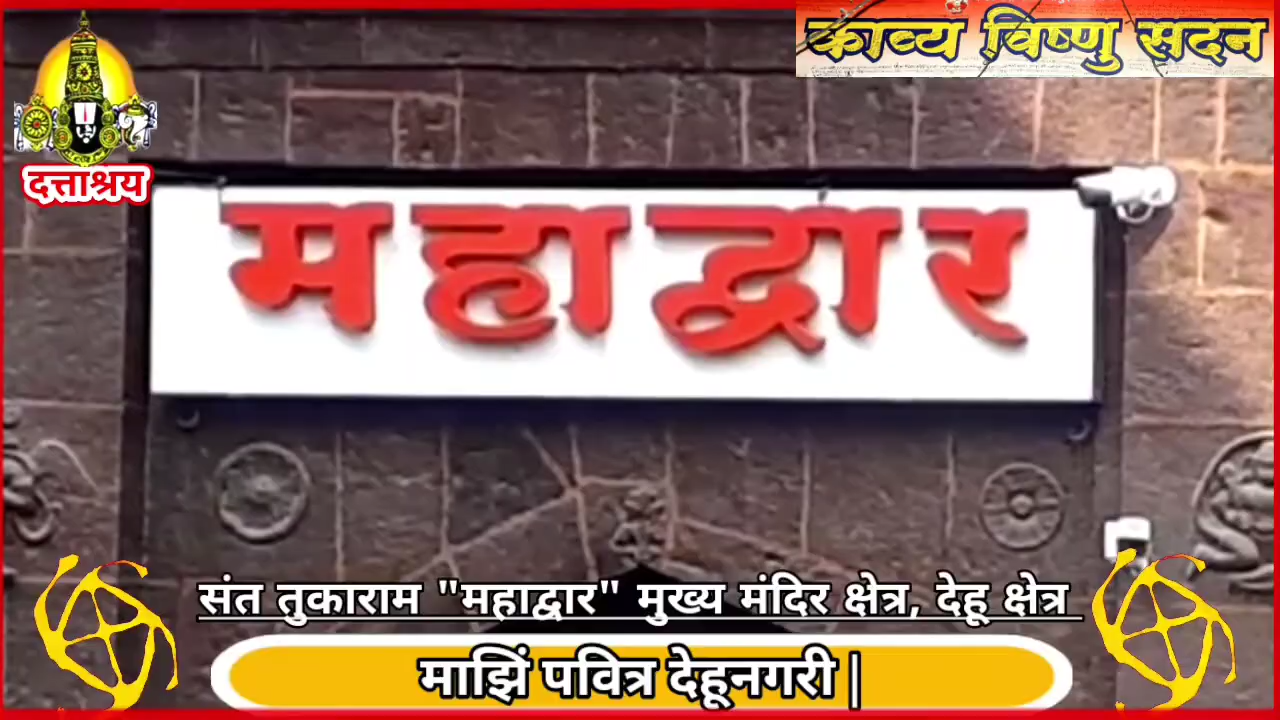 काव्य विष्णु सदन
दत्ताश्रय
महाद्वार
संत तुकाराम "महाद्वार" मुख्य मंदिर क्षेत्र, देहू क्षेत्र
माझिं पवित्र देहूनगरी |